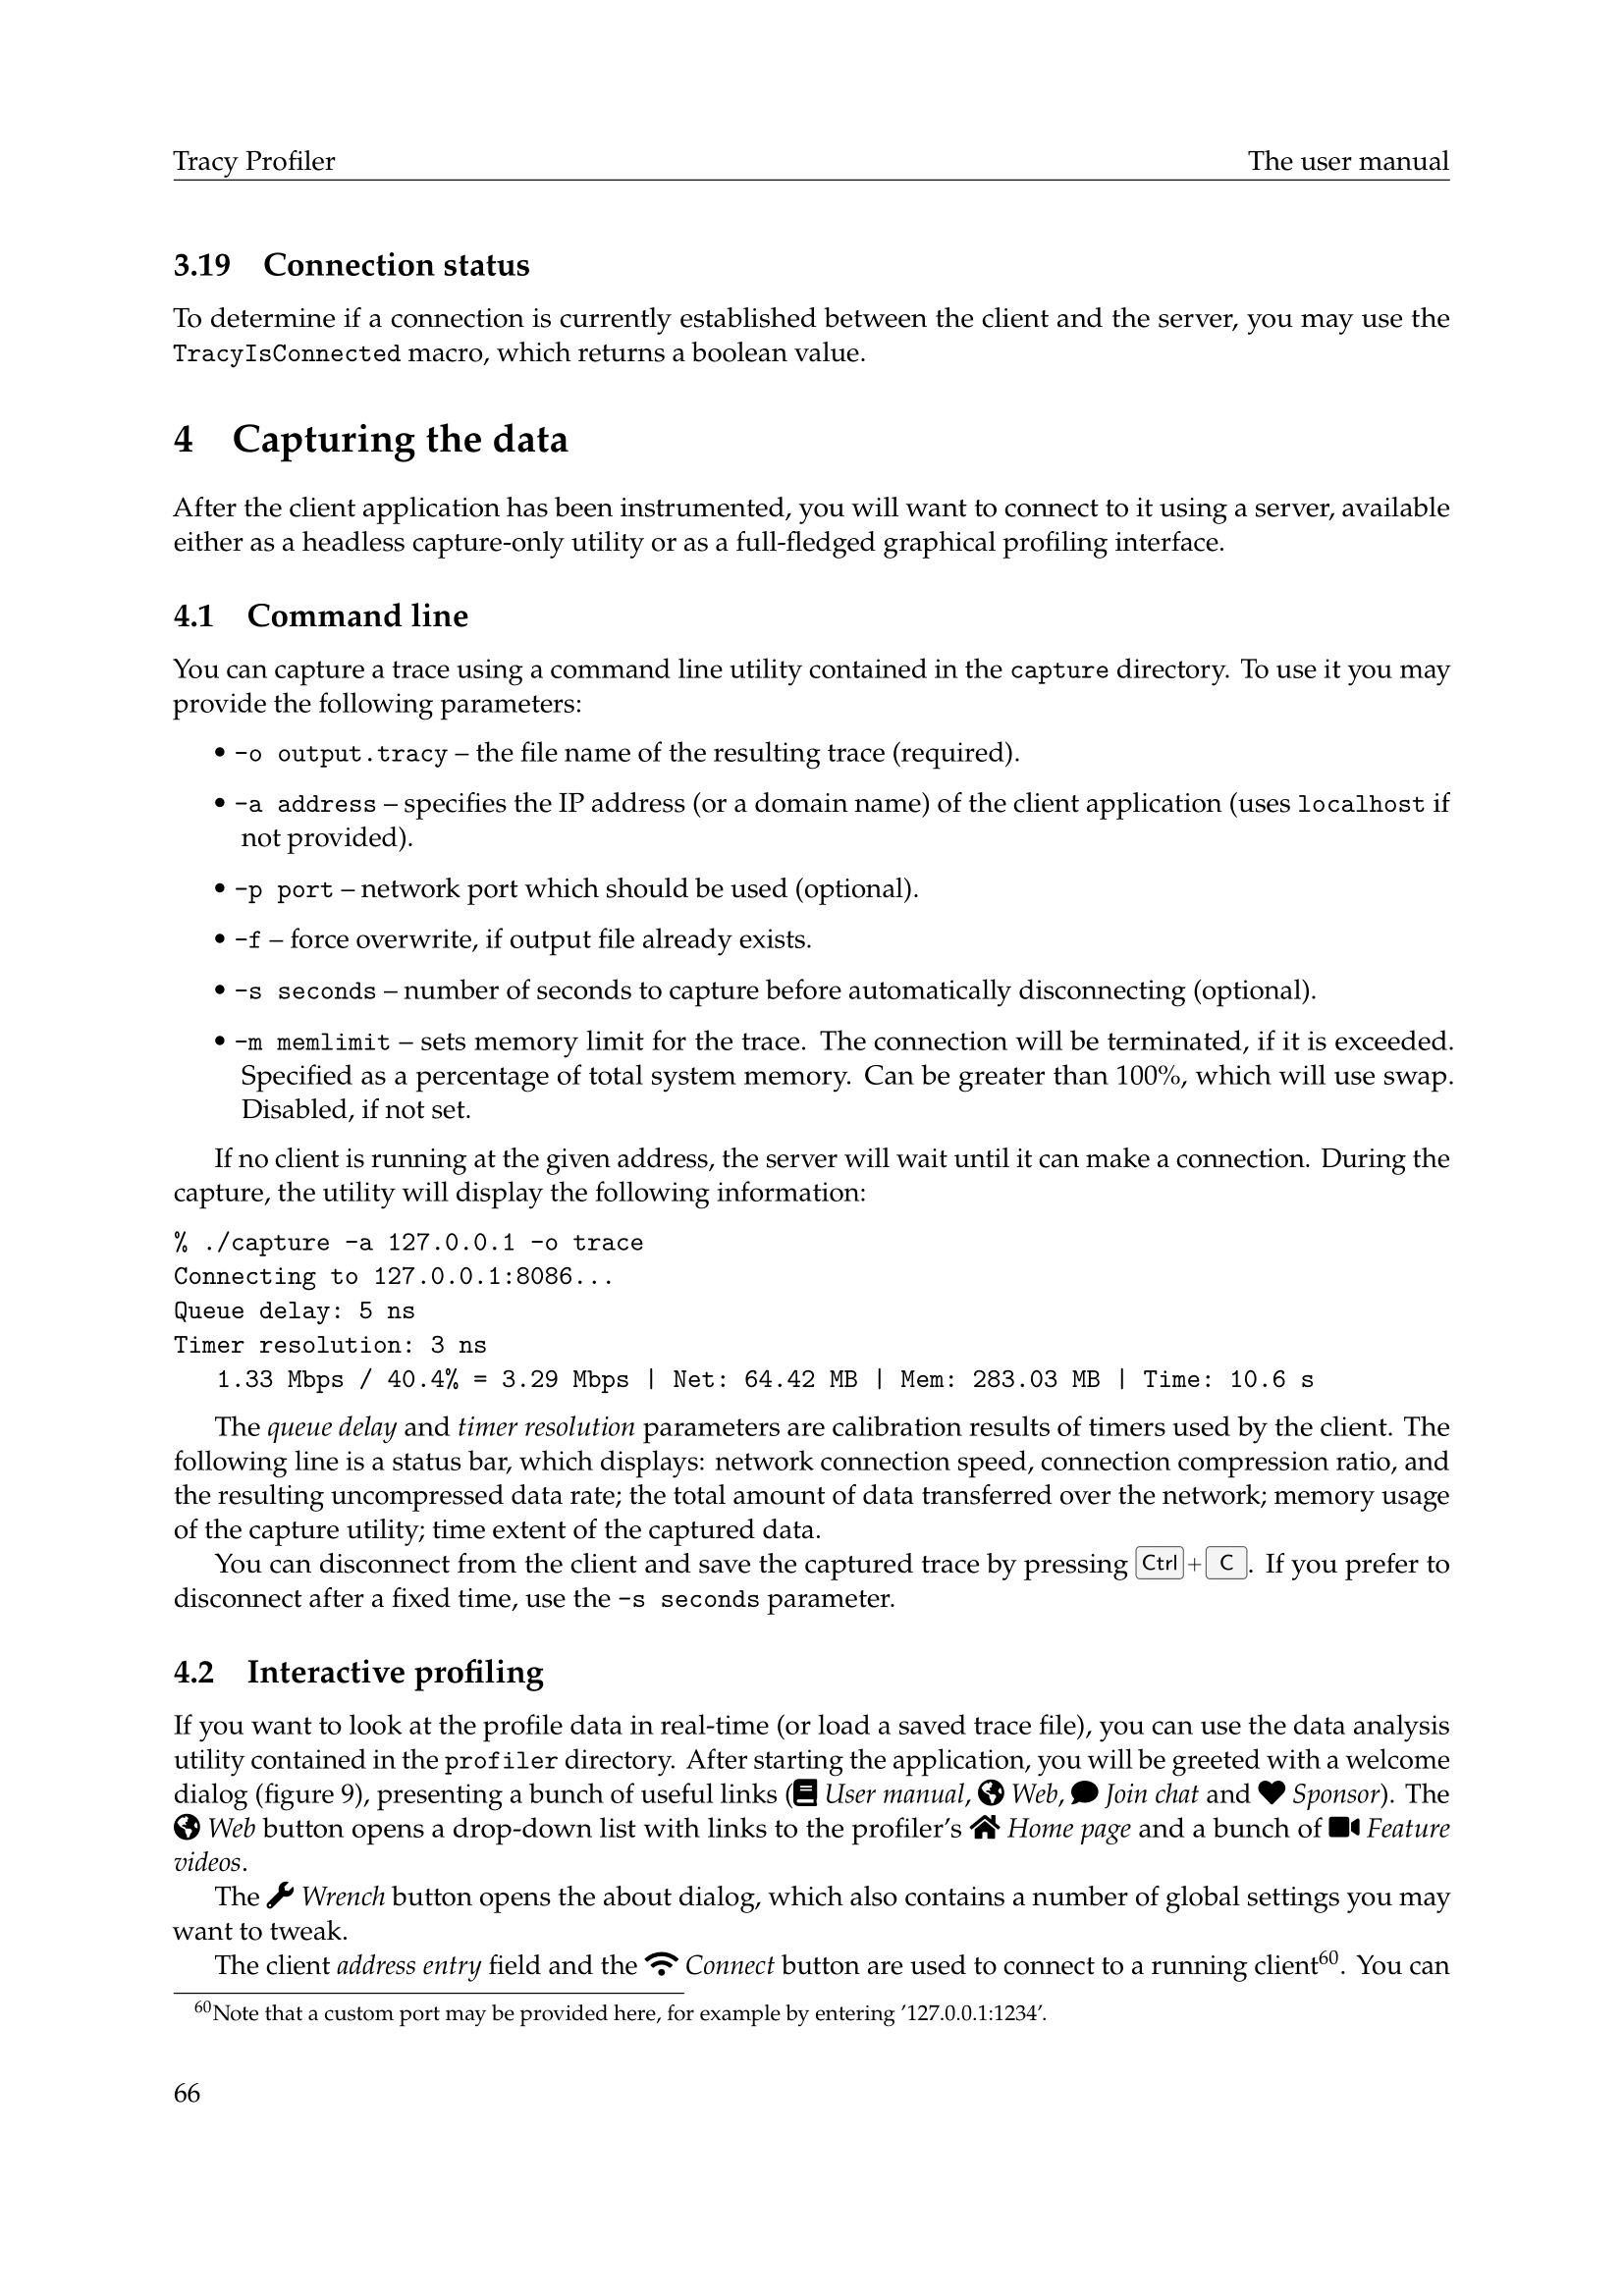 Tracy Profiler The user manual
3.19 Connection status
To determine if a connection is currently established between the client and the server, you may use the
TracyIsConnected macro, which returns a boolean value.
4 Capturing the data
After the client application has been instrumented, you will want to connect to it using a server, available
either as a headless capture-only utility or as a full-fledged graphical profiling interface.
4.1 Command line
You can capture a trace using a command line utility contained in the capture directory. To use it you may
provide the following parameters:
• -o output.tracy – the file name of the resulting trace (required).
• -a address – specifies the IP address (or a domain name) of the client application (uses localhost if
not provided).
• -p port – network port which should be used (optional).
• -f – force overwrite, if output file already exists.
• -s seconds – number of seconds to capture before automatically disconnecting (optional).
• -m memlimit – sets memory limit for the trace. The connection will be terminated, if it is exceeded.
Specified as a percentage of total system memory. Can be greater than 100%, which will use swap.
Disabled, if not set.
If no client is running at the given address, the server will wait until it can make a connection. During the
capture, the utility will display the following information:
% ./capture -a 127.0.0.1 -o trace
Connecting to 127.0.0.1:8086...
Queue delay: 5 ns
Timer resolution: 3 ns
1.33 Mbps / 40.4% = 3.29 Mbps | Net: 64.42 MB | Mem: 283.03 MB | Time: 10.6 s
The queue delay and timer resolution parameters are calibration results of timers used by the client. The
following line is a status bar, which displays: network connection speed, connection compression ratio, and
the resulting uncompressed data rate; the total amount of data transferred over the network; memory usage
of the capture utility; time extent of the captured data.
You can disconnect from the client and save the captured trace by pressing Ctrl + C . If you prefer to
disconnect after a fixed time, use the -s seconds parameter.
4.2 Interactive profiling
If you want to look at the profile data in real-time (or load a saved trace file), you can use the data analysis
utility contained in the profiler directory. After starting the application, you will be greeted with a welcome
dialog (figure 9), presenting a bunch of useful links ( User manual, Web, Join chat and Sponsor). The
Web button opens a drop-down list with links to the profiler’s Home page and a bunch of Feature
videos.
The Wrench button opens the about dialog, which also contains a number of global settings you may
want to tweak.
The client address entry field and the Connect button are used to connect to a running client60. You can
60Note that a custom port may be provided here, for example by entering ’127.0.0.1:1234’.
66